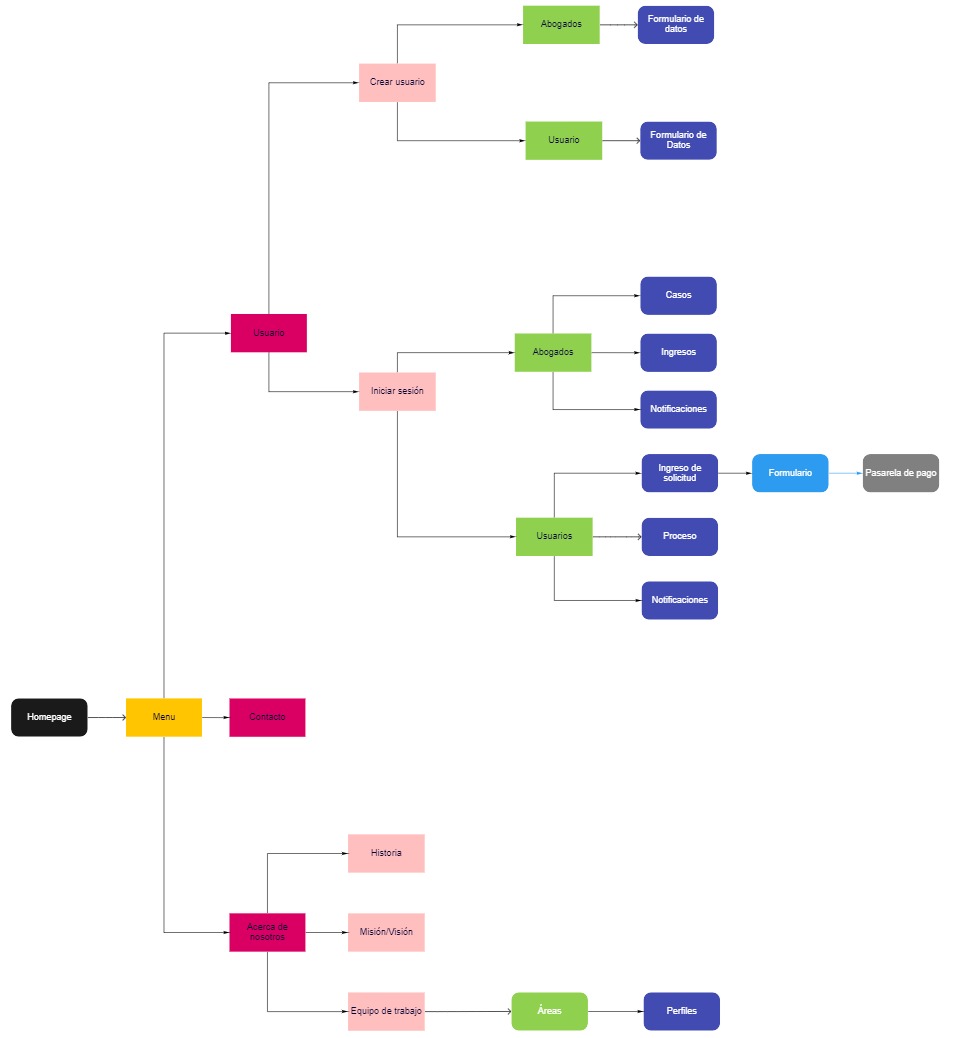 Abogados
Formulario de
datos
Crear usuario
Usuario
Formulario de
Datos
Casos
Usuario
Abogados
Ingresos
Iniciar sesión
Notificaciones
Ingreso de
solicitud
Formulario
Pasarela de pago
Usuarios
Proceso
Notificaciones
Homepage
Menu
Contacto
Historia
Acerca de
nosotros
Misión/Visión
Equipo de trabajo
Áreas
Perfiles